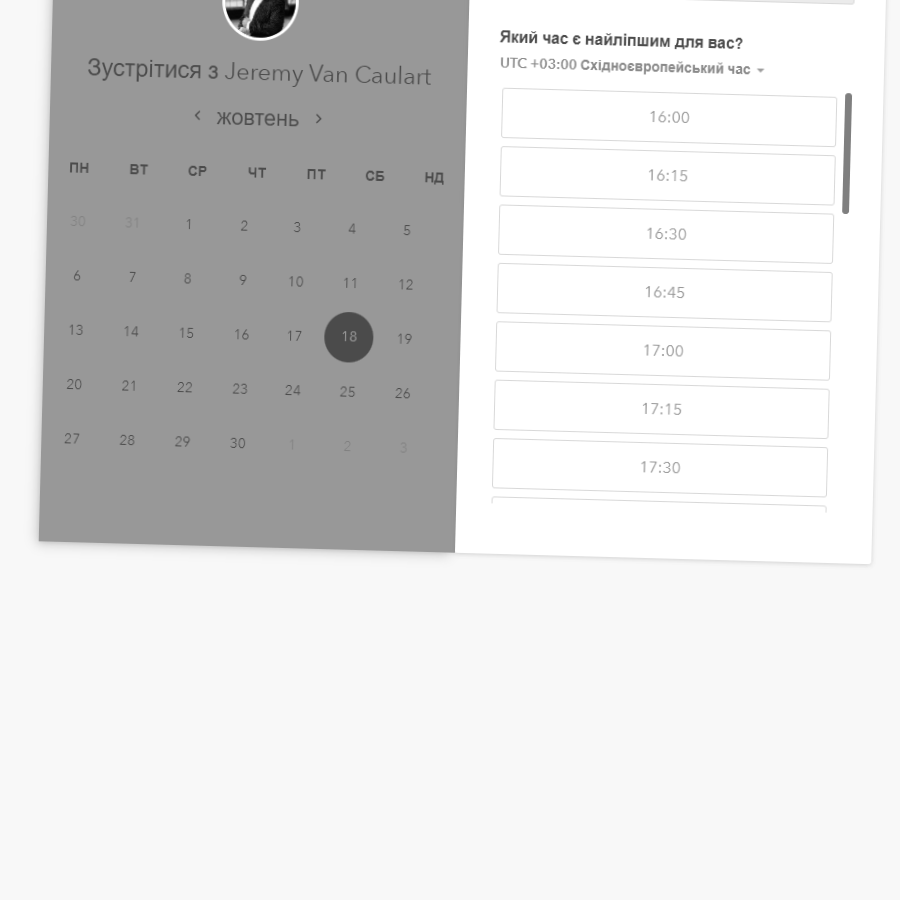 Зустрітися з Jeremy Van Caulart
жовтень
ПН ВТ СР ЧТ ПТ СБ НД
30 31 1 2 3 4 5
6 7 8 9 10 11 12
13 14 15 16 17 18 19
20 21 22 23 24 25 26
27 28 29 30 1 2 3
Який час є найліпшим для вас?
UTC +03:00 Східноєвропейський час
16:00
16:15
16:30
16:45
17:00
17:15
17:30